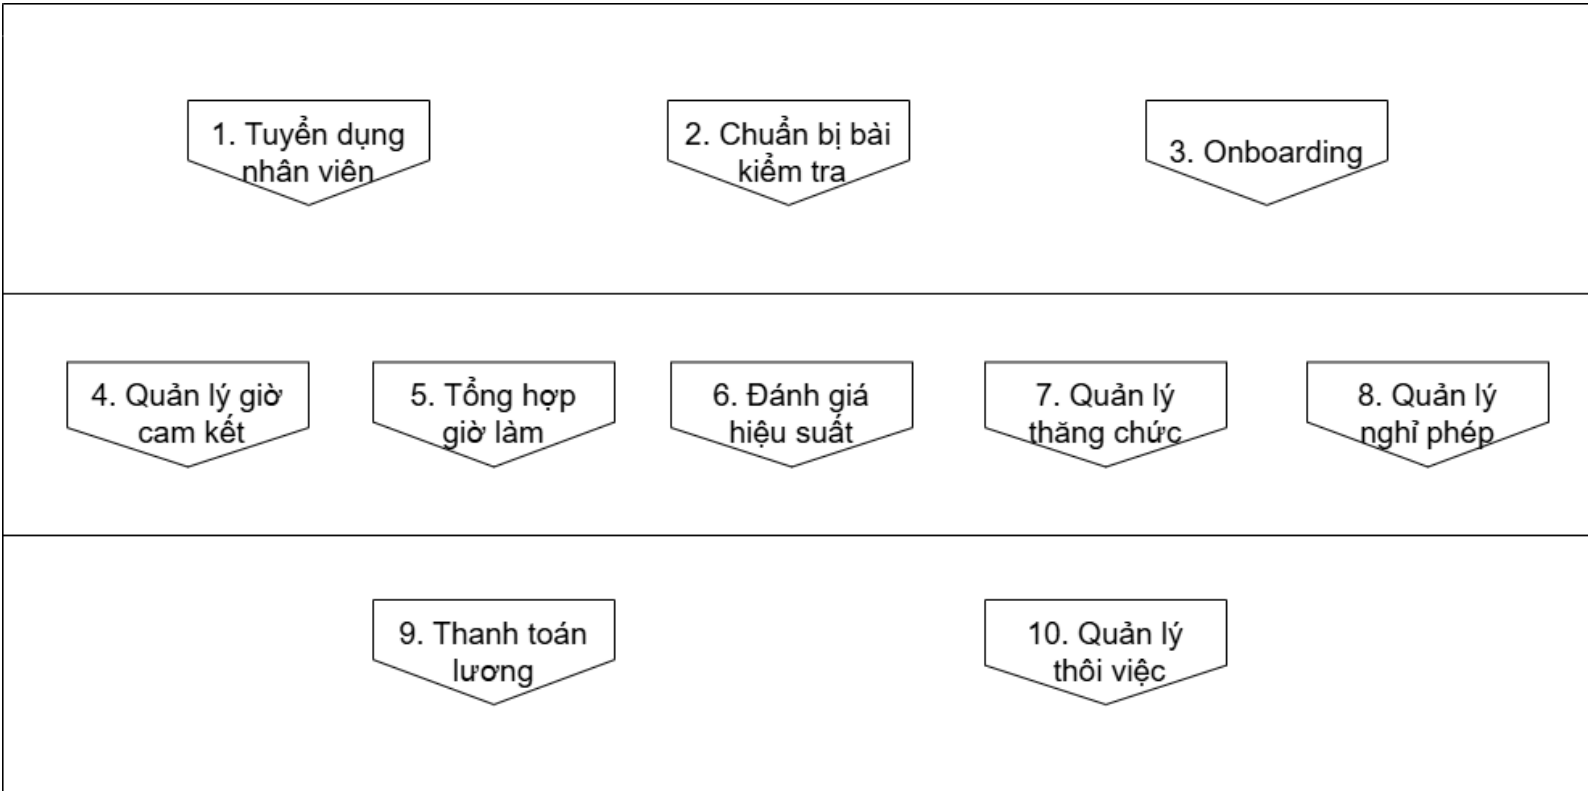 1. Tuyển dụng
nhân viên
2. Chuẩn bị bài
kiểm tra
3. Onboarding
4. Quản lý giờ
cam kết
5. Tổng hợp
giờ làm
6. Đánh giá
hiệu suất
7. Quản lý
thăng chức
8. Quản lý
nghỉ phép
9. Thanh toán
lương
10. Quản lý
thôi việc